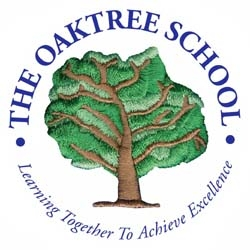 • THE OAKTREE SCHOOL •
Learning Together To Achieve Excellence